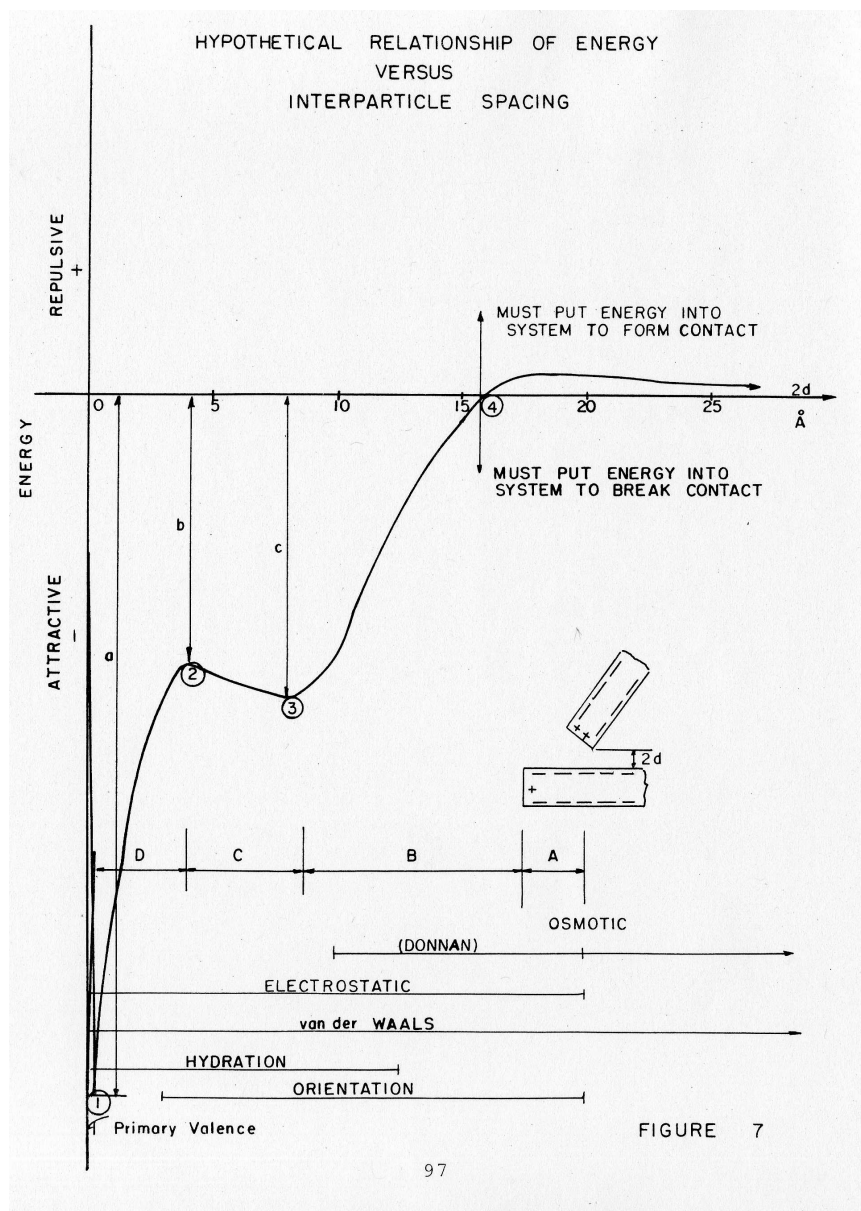 HYPOTHETICAL RELATIONSHIP OF ENERGY
VERSUS
INTERPARTICLE SPACING
REPULSIVE
+
MUST PUT ENERGY INTO
SYSTEM TO FORM CONTACT
0 5 10 15 20 25 2d
Å
4
ENERGY
MUST PUT ENERGY INTO
SYSTEM TO BREAK CONTACT
b
c
ATTRACTIVE
-
a
2
3
+ +
2d
+
D C B A
OSMOTIC
(DONNAN)
ELECTROSTATIC
van der WAALS
HYDRATION
ORIENTATION
1
Primary Valence
FIGURE 7
97